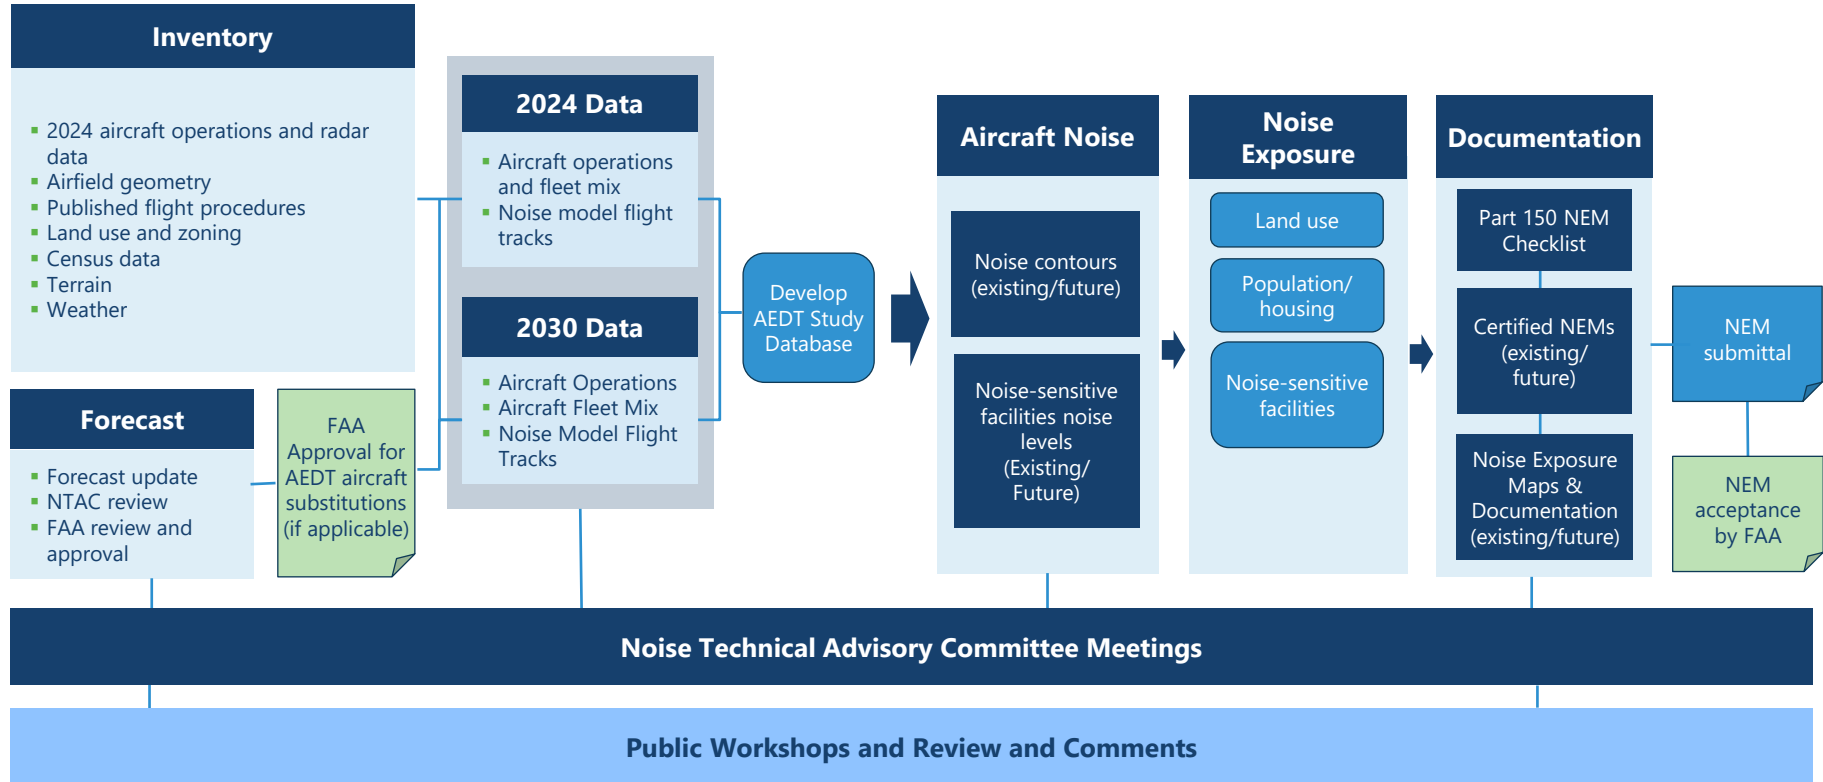 Inventory
2024 aircraft operations and radar
data
Airfield geometry
Published flight procedures
Land use and zoning
Census data
Terrain
Weather
Forecast
Forecast update
NTAC review
FAA review and
approval
FAA
Approval for
AEDT aircraft
substitutions
(if applicable)
2024 Data
Aircraft operations
and fleet mix
Noise model flight
tracks
2030 Data
Aircraft Operations
Aircraft Fleet Mix
Noise Model Flight
Tracks
Develop
AEDT Study
Database
Aircraft Noise
Noise contours
(existing/future)
Noise-sensitive
facilities noise
levels
(Existing/
Future)
Noise
Exposure
Land use
Population/
housing
Noise-sensitive
facilities
Documentation
Part 150 NEM
Checklist
Certified NEMs
(existing/
future)
Noise Exposure
Maps &
Documentation
(existing/future)
NEM
submittal
NEM
acceptance
by FAA
Noise Technical Advisory Committee Meetings
Public Workshops and Review and Comments